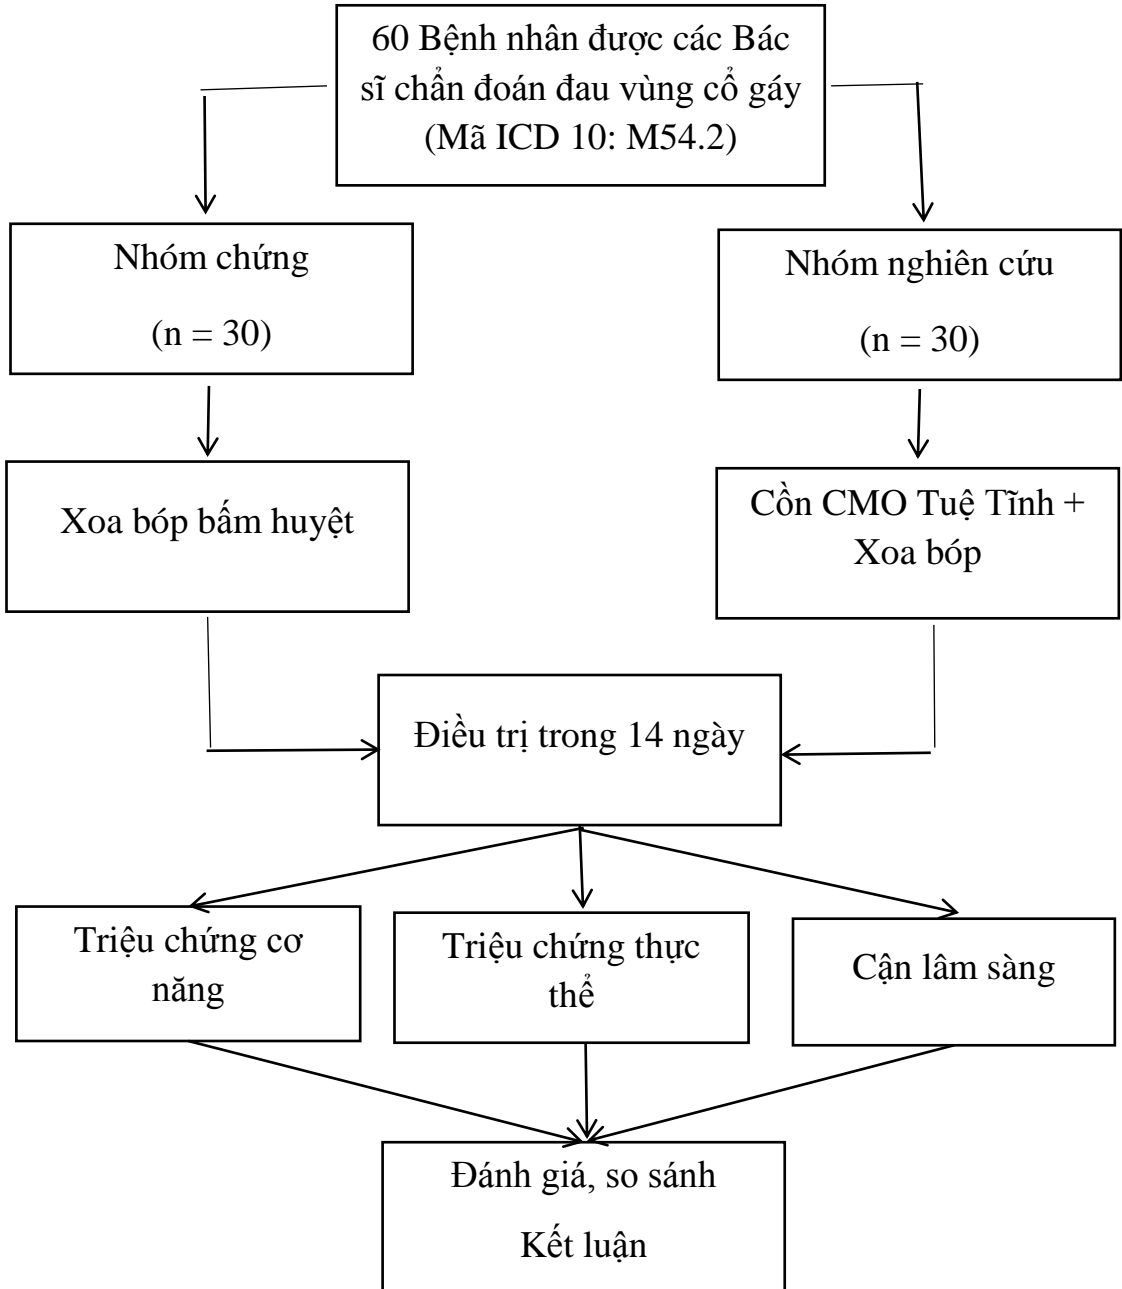 60 Bệnh nhân được các Bác
sĩ chẩn đoán đau vùng cổ gáy
(Mã ICD 10: M54.2)
Nhóm chứng
(n = 30)
Nhóm nghiên cứu
(n = 30)
Xoa bóp bấm huyệt
Cồn CMO Tuệ Tĩnh +
Xoa bóp
Điều trị trong 14 ngày
Triệu chứng cơ
năng
Triệu chứng thực
thể
Cận lâm sàng
Đánh giá, so sánh
Kết luận